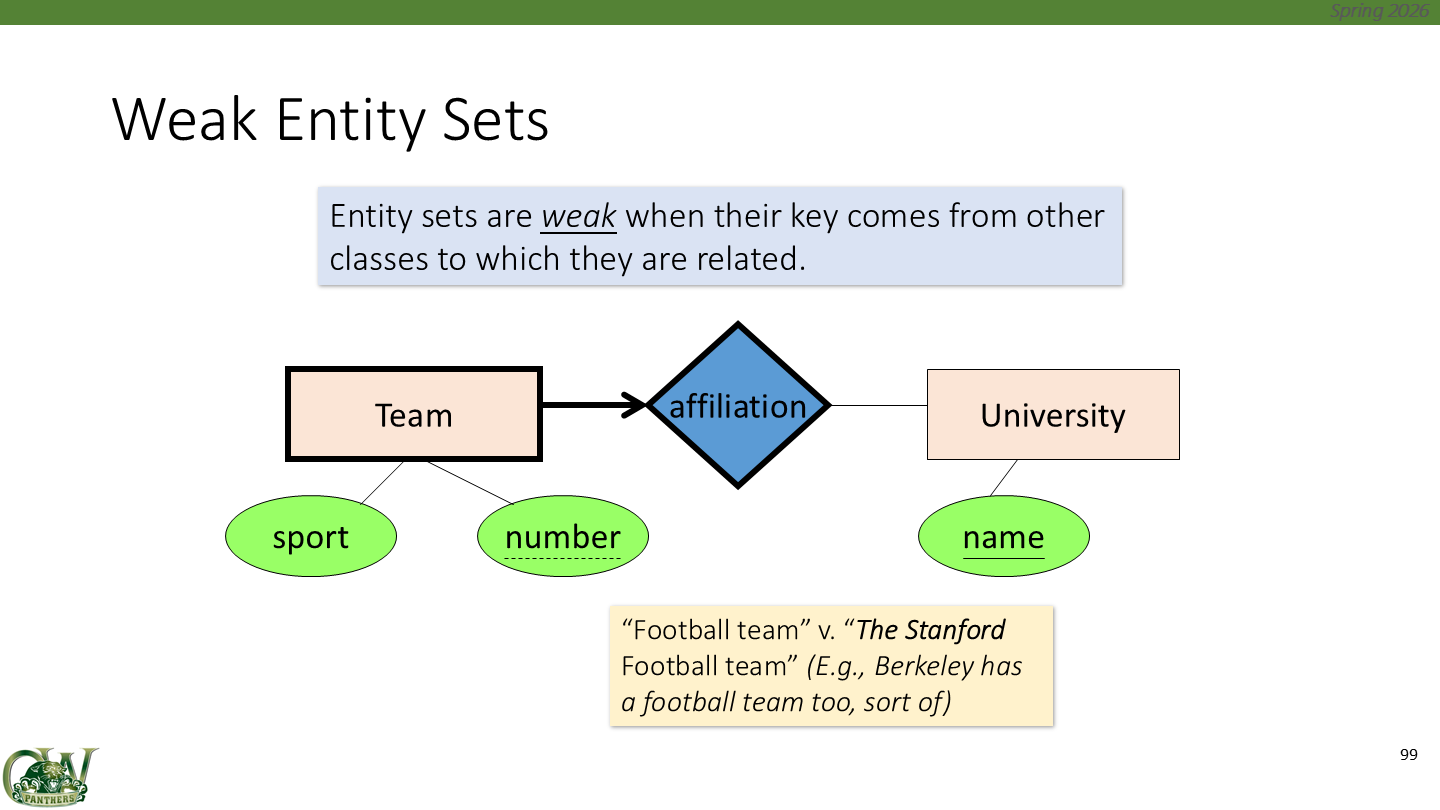 Spring 2026
Weak Entity Sets
Entity sets are weak when their key comes from other
classes to which they are related.
Team
affiliation
University
sport
number
name
“Football team” v. “The Stanford
Football team” (E.g., Berkeley has
a football team too, sort of)
OW
PANTHERS
99